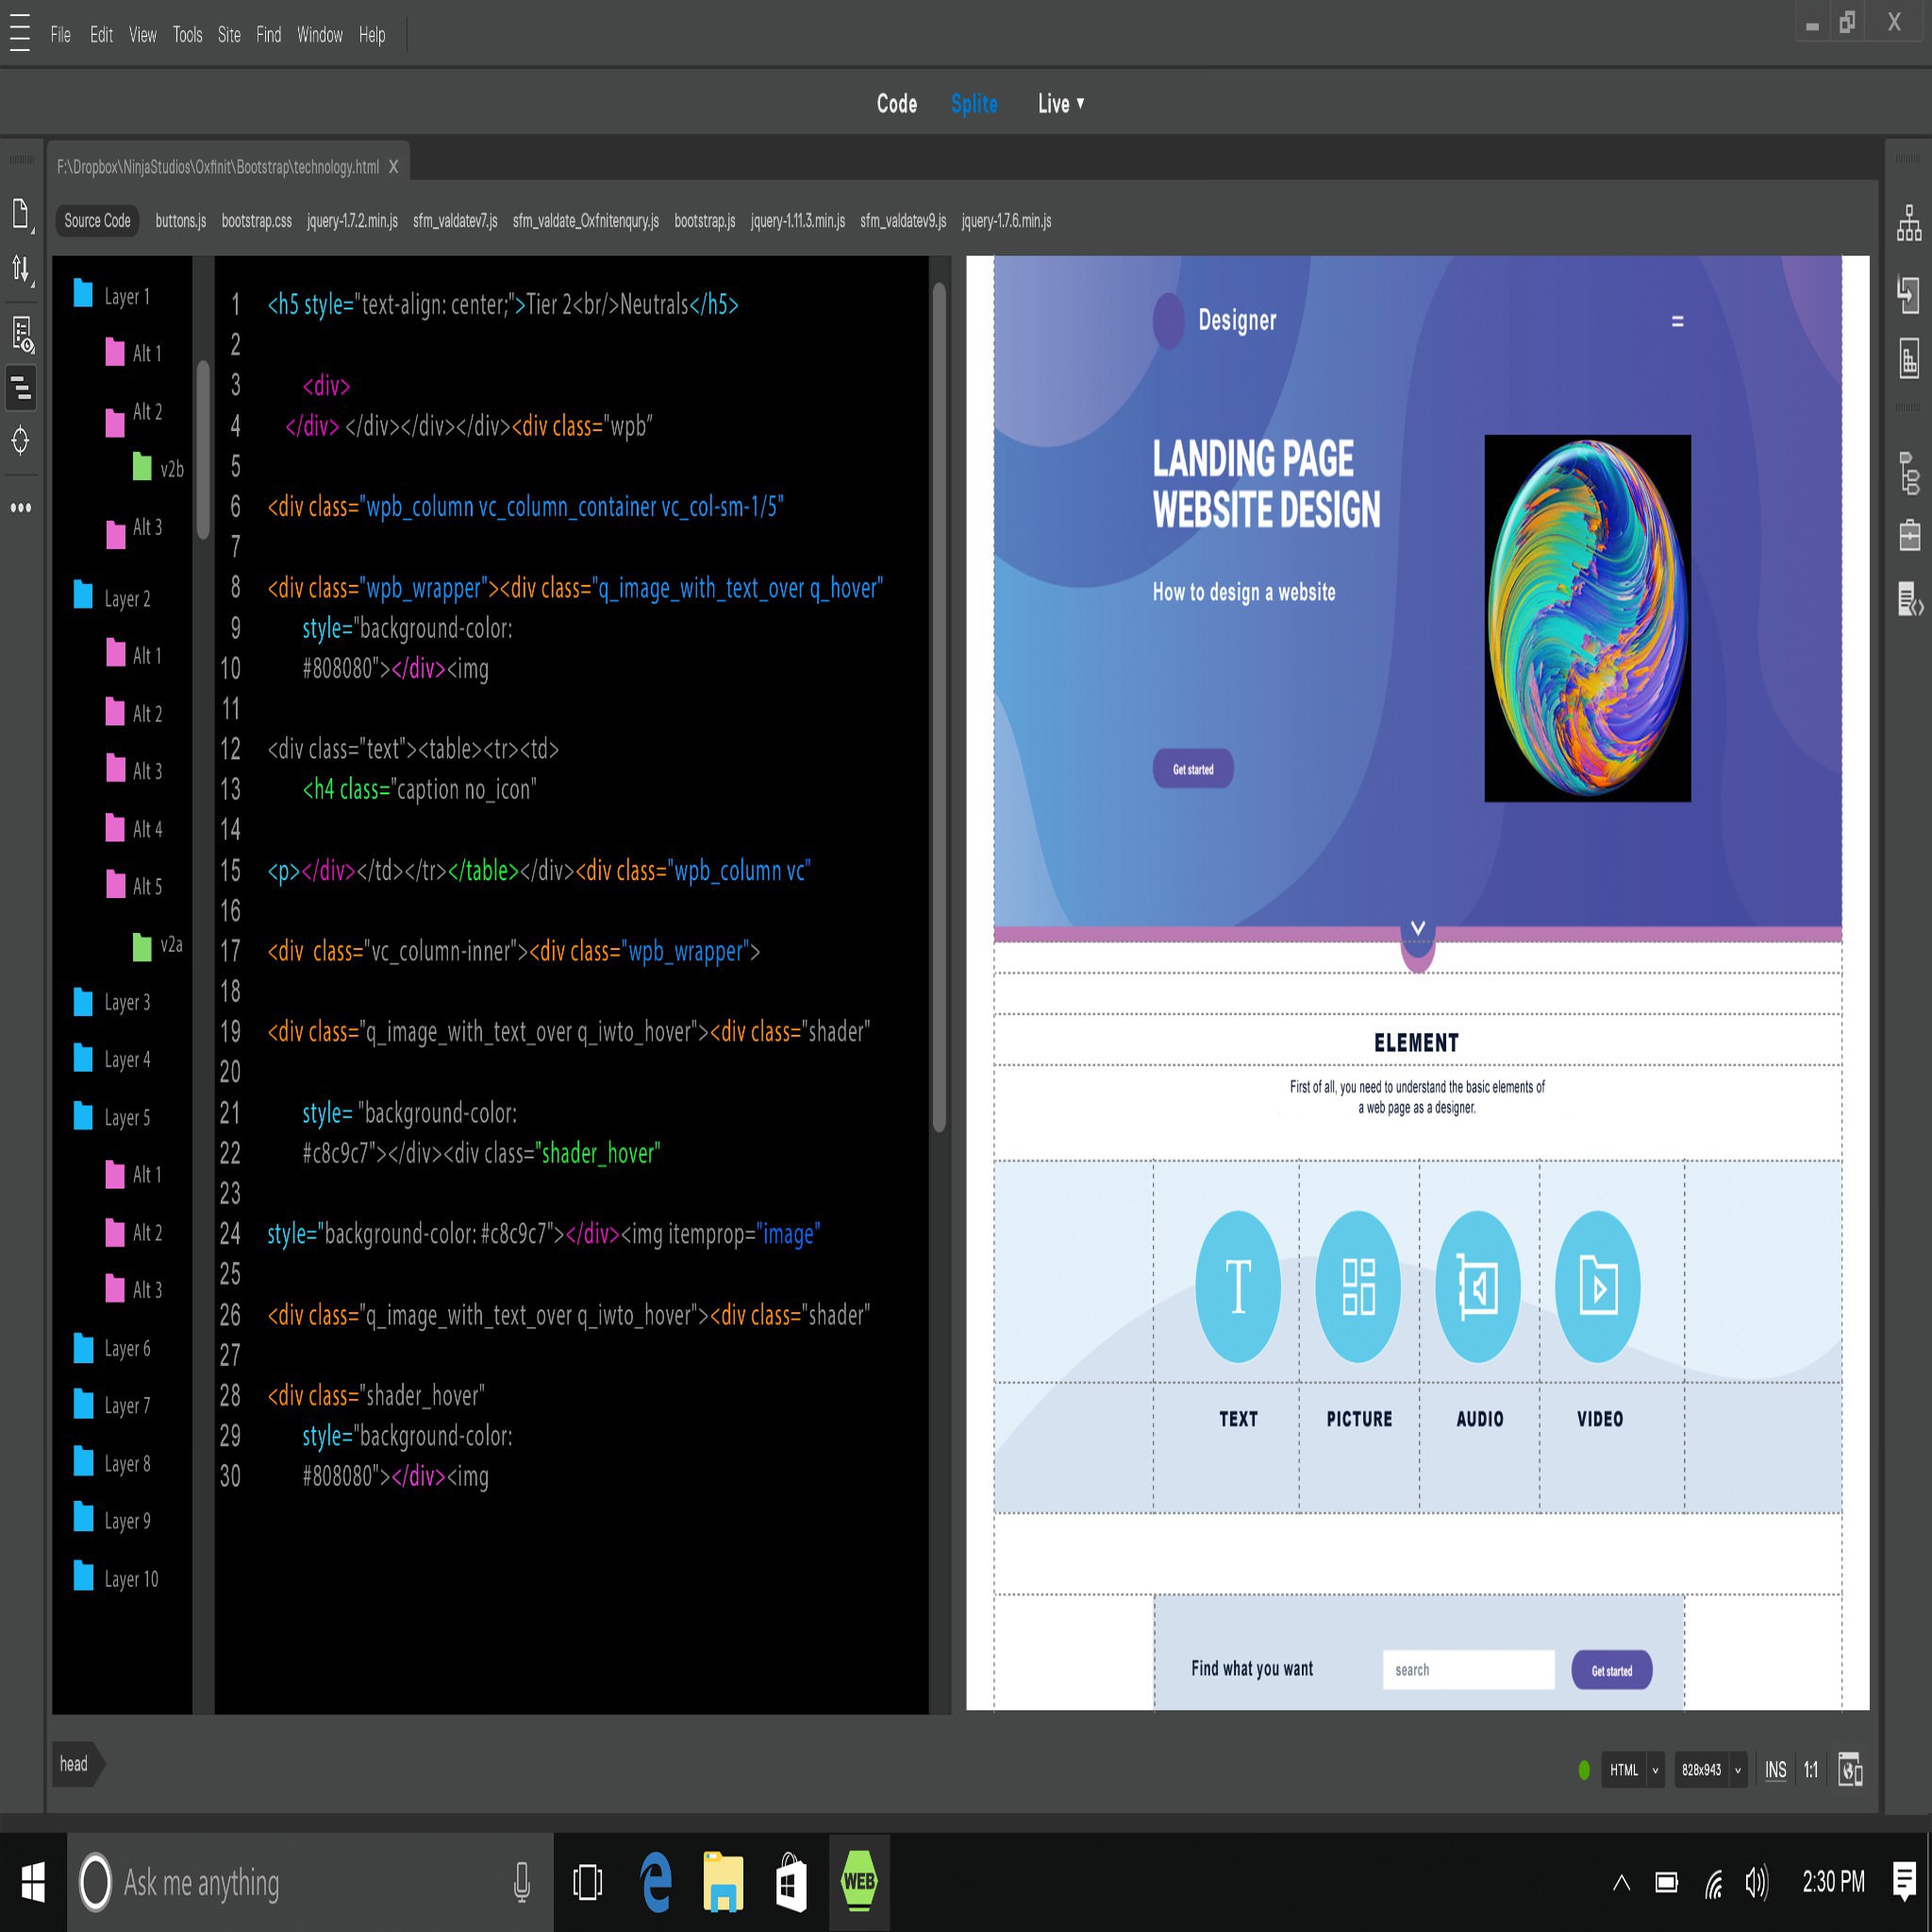 File Edit View Tools Site Find Window Help
X
Code Splite Live
F:\Dropbox\NinjaStudios\Oxfinit\Bootstrap\technology.html X
Source Code buttons.js bootstrap.css jquery-1.7.2.min.js sfm_valdatev7.js sfm_valdate_Oxfnitenqury.js bootstrap.js jquery-1.11.3.min.js sfm_valdatev9.js jquery-1.7.6.min.js
Layer 1
Alt 1
Alt 2
v2b
Alt 3
Layer 2
Alt 1
Alt 2
Alt 3
Alt 4
Alt 5
v2a
Layer 3
Layer 4
Layer 5
Alt 1
Alt 2
Alt 3
Layer 6
Layer 7
Layer 8
Layer 9
Layer 10
1 <h5 style="text-align: center;">Tier 2<br/>Neutrals</h5>
2
3 <div>
4 </div> </div></div></div><div class="wpb”
5
6 <div class="wpb_column vc_column_container vc_col-sm-1/5"
7
8 <div class="wpb_wrapper"><div class="q_image_with_text_over q_hover"
9 style="background-color:
10 #808080"></div><img
11
12 <div class="text"><table><tr><td>
13 <h4 class="caption no_icon"
14
15 <p></div></td></tr></table></div><div class="wpb_column vc"
16
17 <div  class="vc_column-inner"><div class="wpb_wrapper">
18
19 <div class="q_image_with_text_over q_iwto_hover"><div class="shader"
20
21 style= "background-color:
22 #c8c9c7"></div><div class="shader_hover"
23
24 style="background-color: #c8c9c7"></div><img itemprop="image"
25
26 <div class="q_image_with_text_over q_iwto_hover"><div class="shader"
27
28 <div class="shader_hover"
29 style="background-color:
30 #808080"></div><img
Designer
LANDING PAGE
WEBSITE DESIGN
How to design a website
Get started
ELEMENT
First of all, you need to understand the basic elements of
a web page as a designer.
T
TEXT PICTURE AUDIO VIDEO
Find what you want search Get started
head
HTML 828x943 INS 1:1
Ask me anything
WEB
2:30 PM